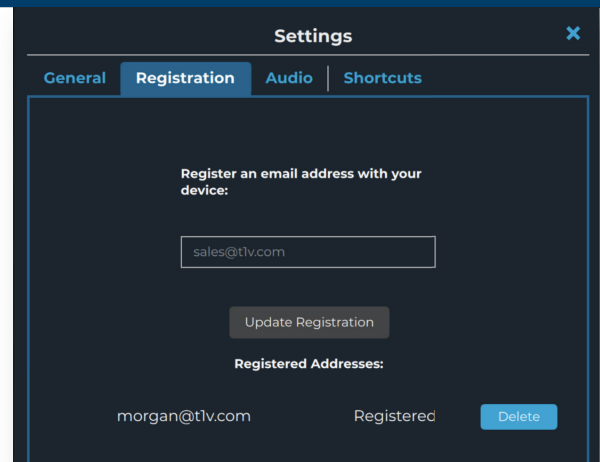 Settings
General Registration Audio Shortcuts
Register an email address with your
device:
sales@t1v.com
Update Registration
Registered Addresses:
morgan@t1v.com Registered Delete